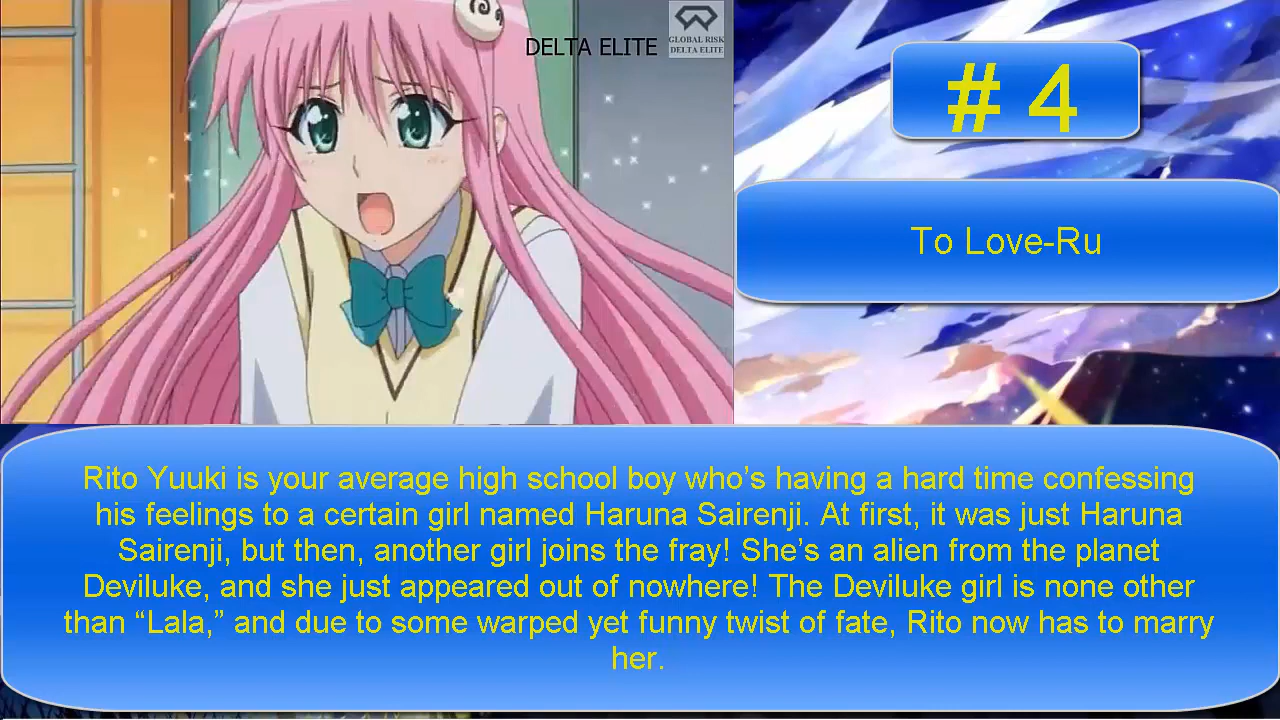 DELTA ELITE
GLOBAL RISK
DELTA ELITE
# 4
To Love-Ru
Rito Yuuki is your average high school boy who’s having a hard time confessing
his feelings to a certain girl named Haruna Sairenji. At first, it was just Haruna
Sairenji, but then, another girl joins the fray! She’s an alien from the planet
Deviluke, and she just appeared out of nowhere! The Deviluke girl is none other
than “Lala,” and due to some warped yet funny twist of fate, Rito now has to marry
her.